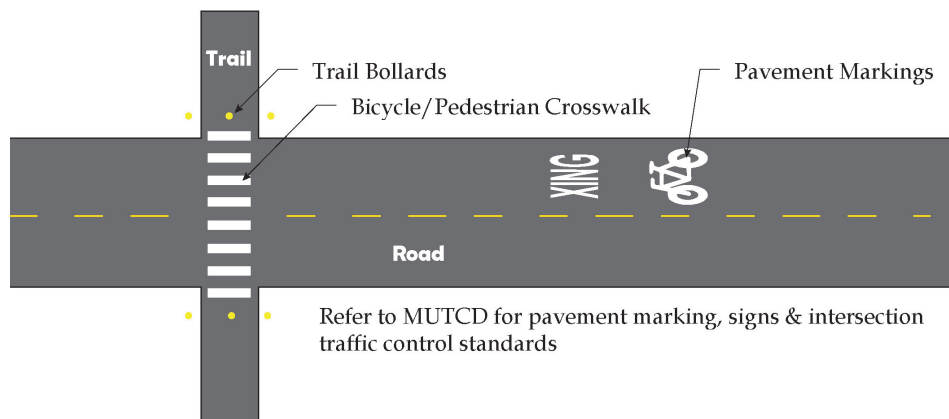 Trail
Trail Bollards
Pavement Markings
Bicycle/Pedestrian Crosswalk
XING
Road
Refer to MUTCD for pavement marking, signs & intersection
traffic control standards